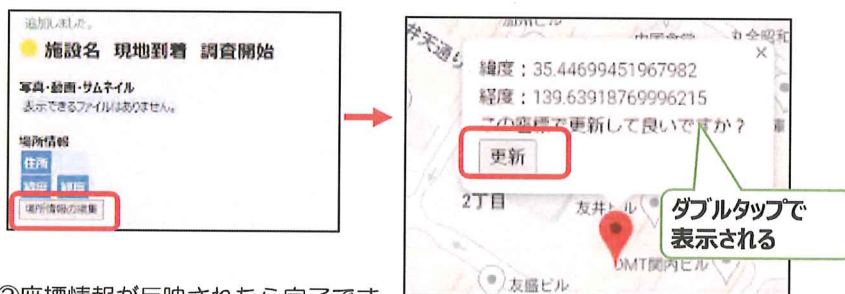 追加しました。
施設名 現地到着 調査開始
写真・動画・サムネイル
表示できるファイルはありません。
場所情報
住所
緯度 経度
場所情報の編集
弁天通り
緯度:35.44699451967982
経度:139.63918769996215
この座標で更新して良いですか?
更新
2丁目
友井ビル
ダブルタップで
表示される
DMT関内ビル
友盛ビル
座標情報が反映されたら完了です